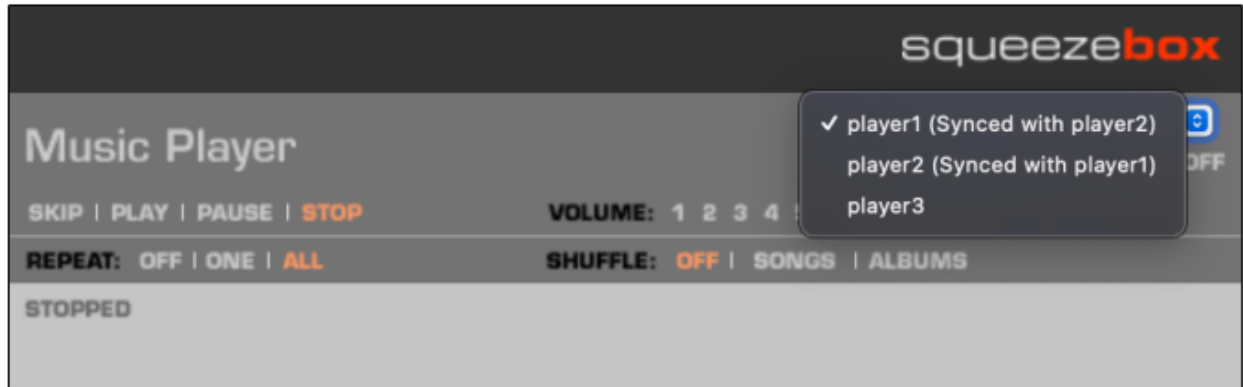 squeezebox
Music Player
✓ player1 (Synced with player2)
player2 (Synced with player1)
player3
OFF
SKIP | PLAY | PAUSE | STOP
VOLUME: 1 2 3 4
REPEAT: OFF | ONE | ALL
SHUFFLE: OFF | SONGS | ALBUMS
STOPPED